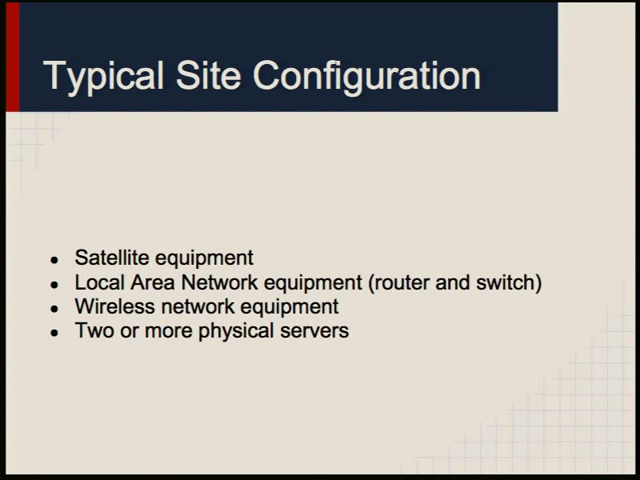 Typical Site Configuration
• Satellite equipment
• Local Area Network equipment (router and switch)
• Wireless network equipment
• Two or more physical servers